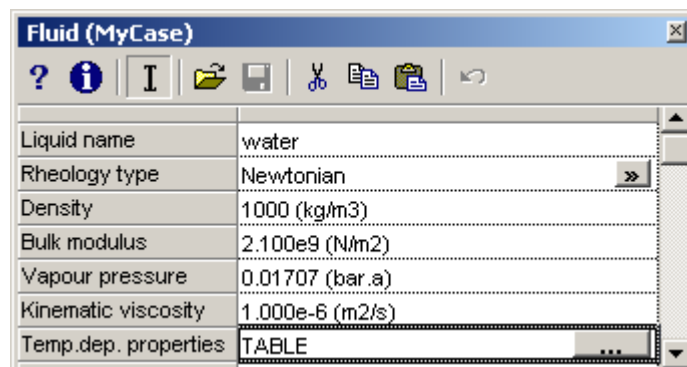 Fluid (MyCase)
Liquid name water
Rheology type Newtonian »
Density 1000 (kg/m3)
Bulk modulus 2.100e9 (N/m2)
Vapour pressure 0.01707 (bar.a)
Kinematic viscosity 1.000e-6 (m2/s)
Temp.dep. properties TABLE ...